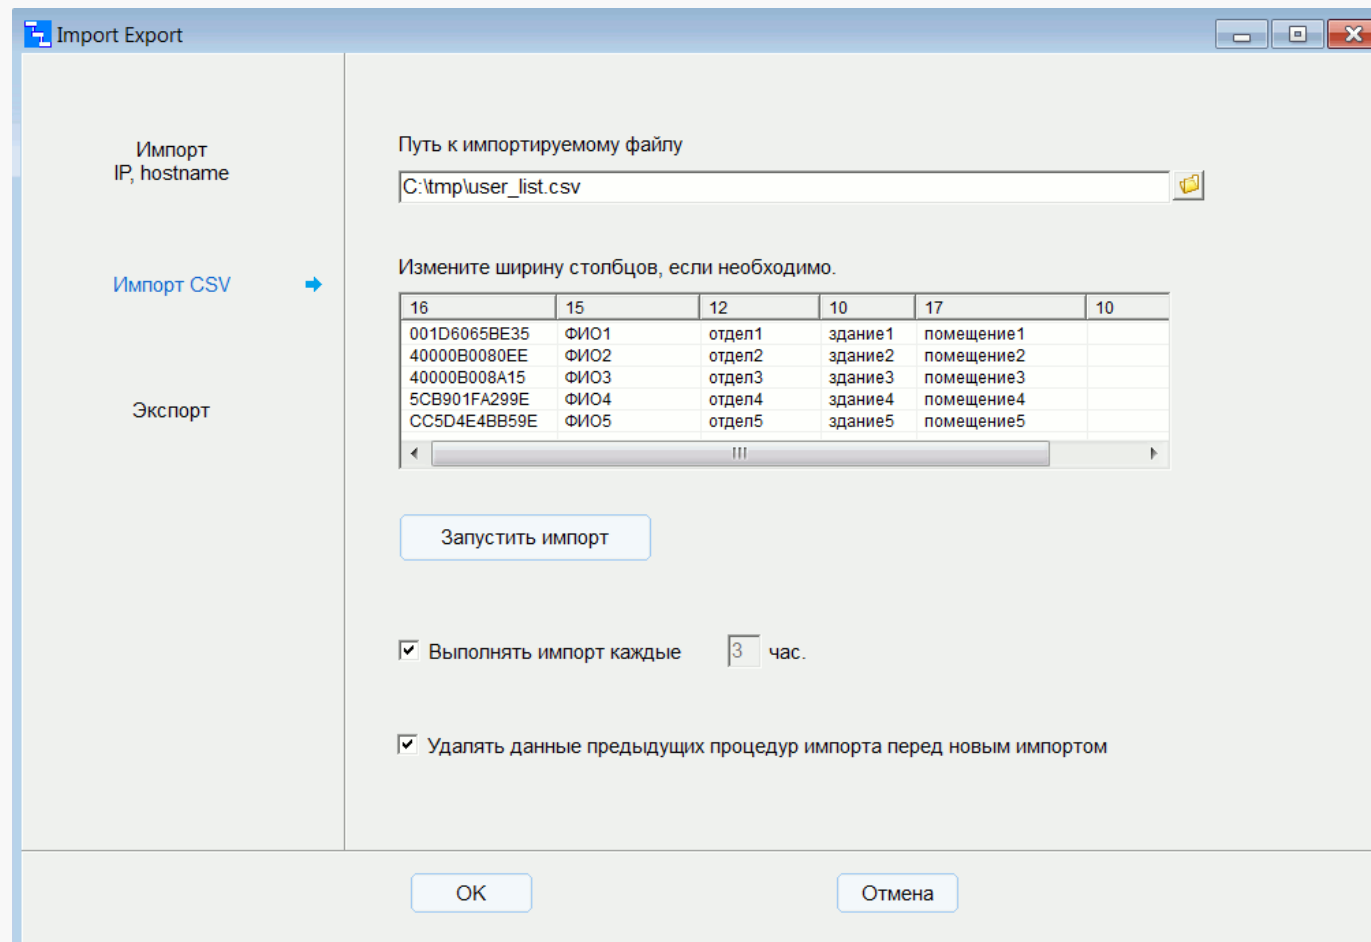 Import Export
Импорт
IP, hostname
Импорт CSV
Экспорт
Путь к импортируемому файлу
C:\tmp\user_list.csv
Измените ширину столбцов, если необходимо.
16 15 12 10 17 10
001D6065BE35 ФИО1 отдел1 здание1 помещение1
40000B0080EE ФИО2 отдел2 здание2 помещение2
40000B008A15 ФИО3 отдел3 здание3 помещение3
5CB901FA299E ФИО4 отдел4 здание4 помещение4
CC5D4E4BB59E ФИО5 отдел5 здание5 помещение5
Запустить импорт
Выполнять импорт каждые 3 час.
Удалять данные предыдущих процедур импорта перед новым импортом
OK Отмена